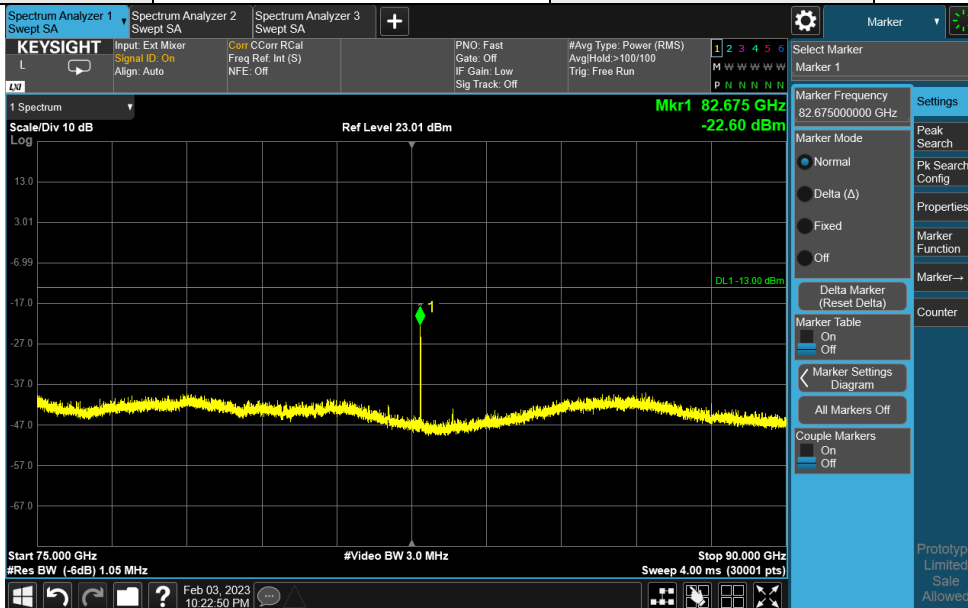 Spectrum Analyzer 1
Swept SA
Spectrum Analyzer 2
Swept SA
Spectrum Analyzer 3
Swept SA
Marker
KEYSIGHT
L
LXI
Input: Ext Mixer
Signal ID: On
Align: Auto
Corr CCorr RCal
Freq Ref: Int (S)
NFE: Off
PNO: Fast
Gate: Off
IF Gain: Low
Sig Track: Off
#Avg Type: Power (RMS)
Avg|Hold:>100/100
Trig: Free Run
1 2 3 4 5 6
M W W W W W
P N N N N N
Select Marker
Marker 1
1 Spectrum
Scale/Div 10 dB
Log
Ref Level 23.01 dBm
Mkr1 82.675 GHz
-22.60 dBm
13.0
3.01
-6.99
-17.0
-27.0
-37.0
-47.0
-57.0
-67.0
DL1 -13.00 dBm
1
Start 75.000 GHz
#Res BW (-6dB) 1.05 MHz
#Video BW 3.0 MHz
Stop 90.000 GHz
Sweep 4.00 ms (30001 pts)
Marker Frequency
82.675000000 GHz
Marker Mode
Normal
Delta (Δ)
Fixed
Off
Delta Marker
(Reset Delta)
Marker Table
On
Off
Marker Settings
Diagram
All Markers Off
Couple Markers
On
Off
Settings
Peak
Search
Pk Search
Config
Properties
Marker
Function
Marker→
Counter
Prototyp
Limited
Sale
Allowed
?
Feb 03, 2023
10:22:50 PM